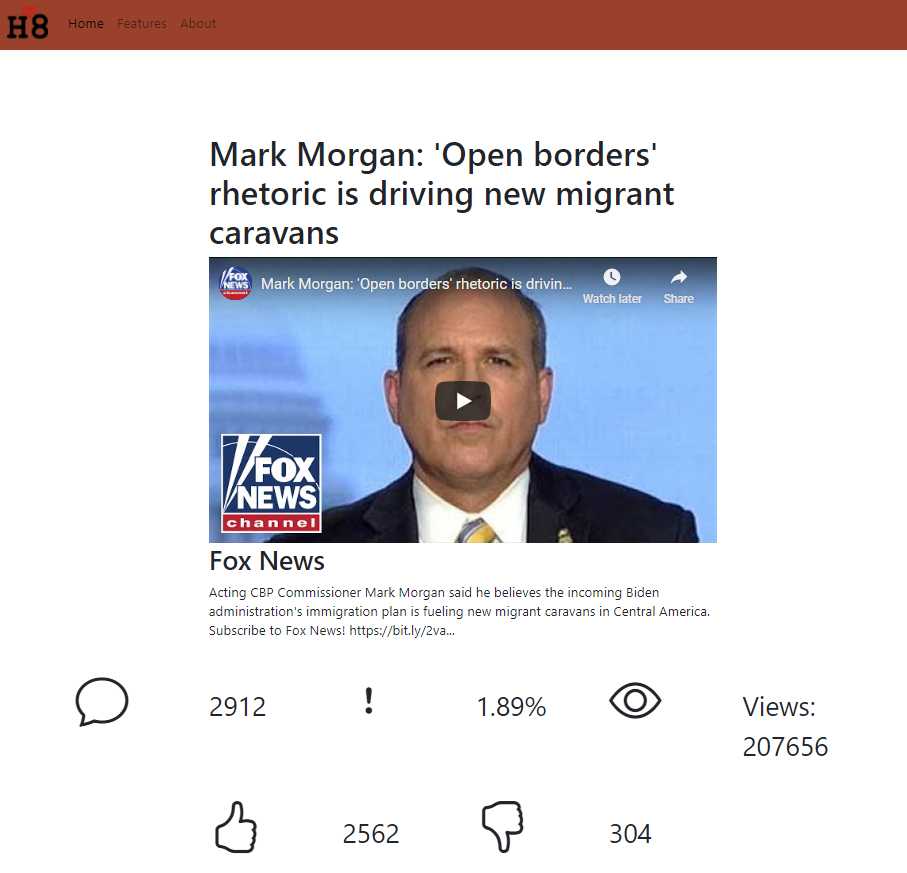 H8 Home Features About
Mark Morgan: 'Open borders'
rhetoric is driving new migrant
caravans
FOX NEWS channel Mark Morgan: 'Open borders' rhetoric is drivin...
Watch later Share
FOX
NEWS
channel
Fox News
Acting CBP Commissioner Mark Morgan said he believes the incoming Biden
administration's immigration plan is fueling new migrant caravans in Central America.
Subscribe to Fox News! https://bit.ly/2va...
2912 ! 1.89% Views:
207656
2562 304